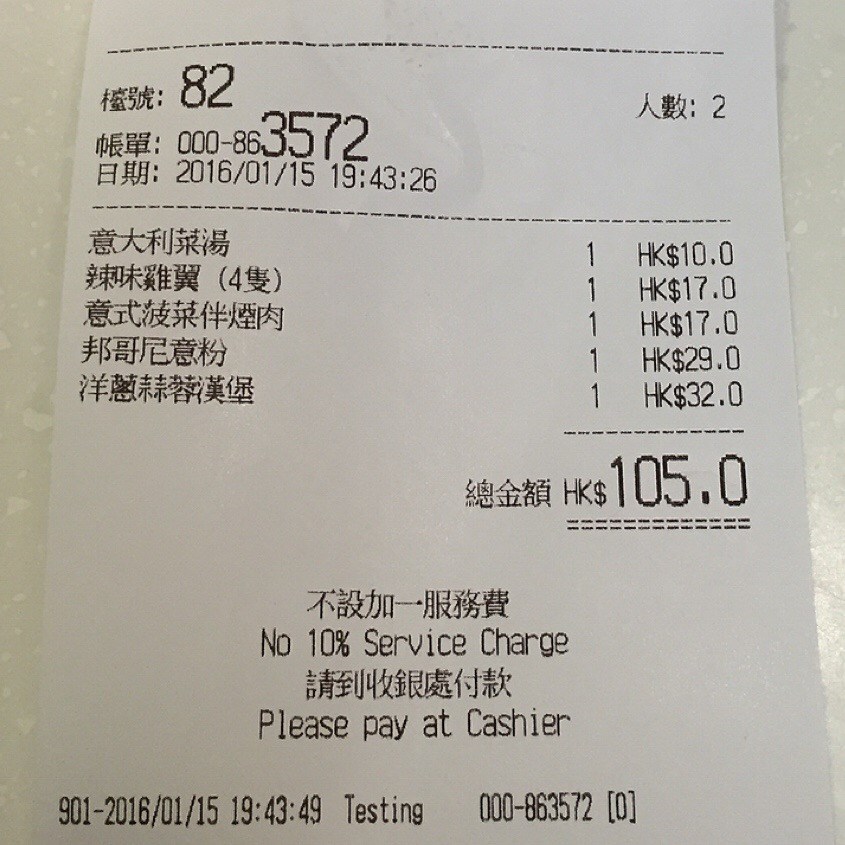 檯號: 82 人數: 2
帳單: 000-863572
日期: 2016/01/15 19:43:26
意大利菜湯 1 HK$10.0
辣味雞翼 (4隻) 1 HK$17.0
意式菠菜伴煙肉 1 HK$17.0
邦哥尼意粉 1 HK$29.0
洋蔥蒜蓉漢堡 1 HK$32.0
總金額 HK$105.0
不設加一服務費
No 10% Service Charge
請到收銀處付款
Please pay at Cashier
901-2016/01/15 19:43:49 Testing 000-863572 [0]